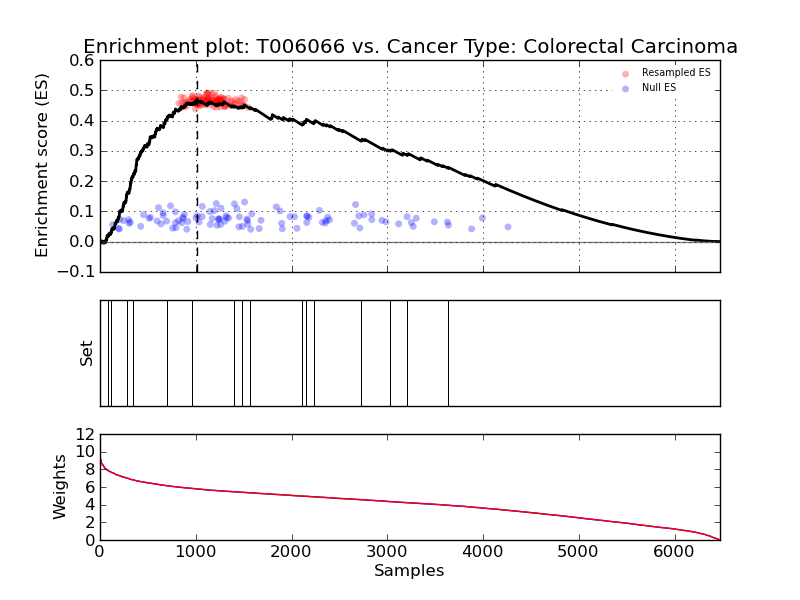 Enrichment plot: T006066 vs. Cancer Type: Colorectal Carcinoma
0.6
0.5
0.4
0.3
0.2
0.1
0.0
−0.1
Enrichment score (ES)
Resampled ES
Null ES
Set
12
10
8
6
4
2
0
Weights
0 1000 2000 3000 4000 5000 6000
Samples